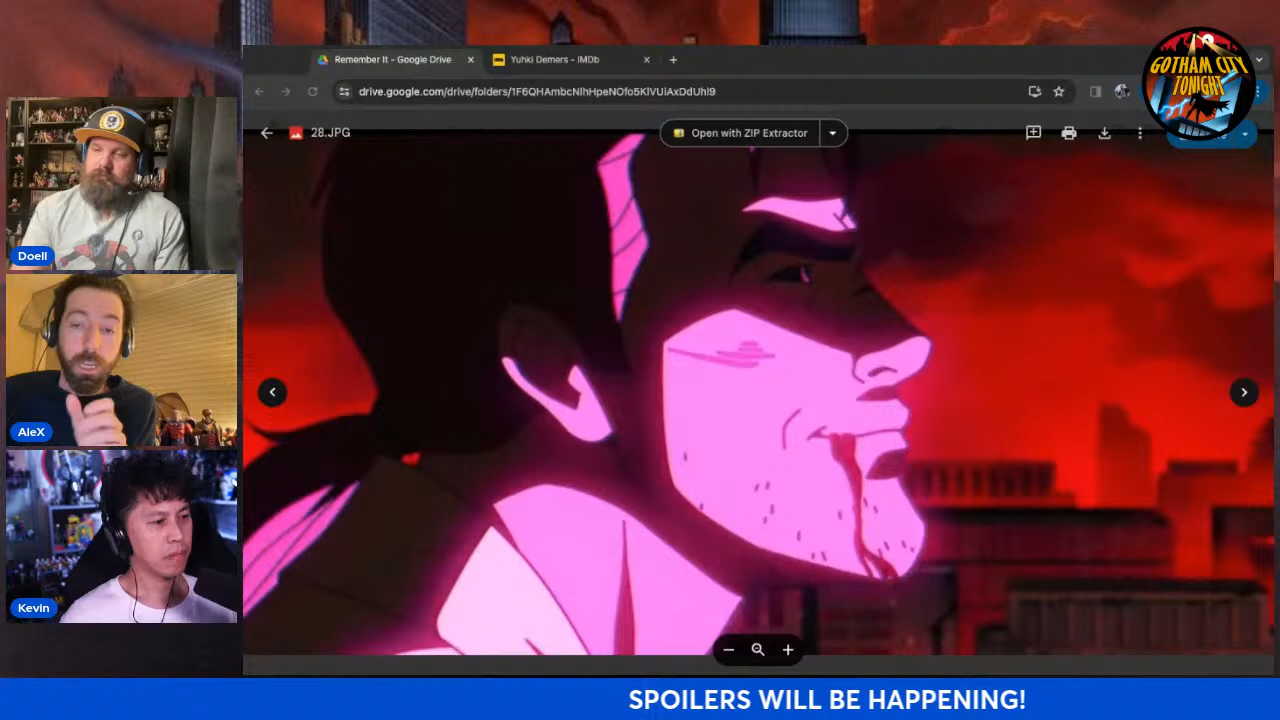 Remember It - Google Drive
Yuhki Demers - IMDb
drive.google.com/drive/folders/1F6QHAmbcNIhHpeNOfo5KlVUiAxDdUhI9
28.JPG
Open with ZIP Extractor
GOTHAM CITY
TONIGHT
Doell
AleX
Kevin
SPOILERS WILL BE HAPPENING!